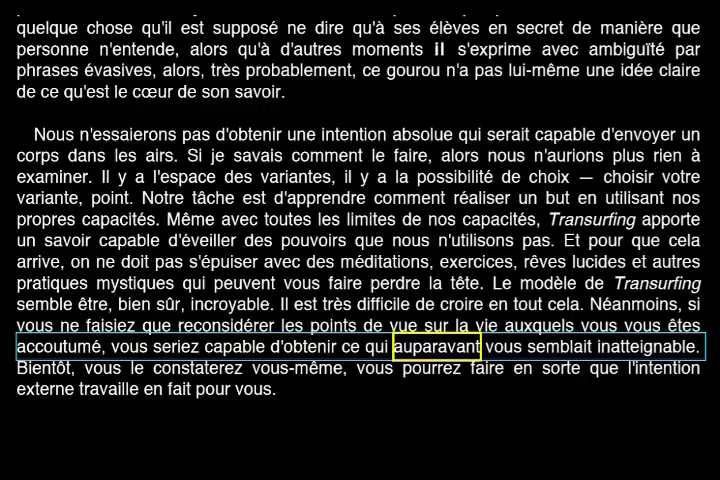 quelque chose qu'il est supposé ne dire qu'à ses élèves en secret de manière que
personne n'entende, alors qu'à d'autres moments il s'exprime avec ambiguïté par
phrases évasives, alors, très probablement, ce gourou n'a pas lui-même une idée claire
de ce qu'est le cœur de son savoir.
Nous n'essaierons pas d'obtenir une intention absolue qui serait capable d'envoyer un
corps dans les airs. Si je savais comment le faire, alors nous n'aurions plus rien à
examiner. Il y a l'espace des variantes, il y a la possibilité de choix — choisir votre
variante, point. Notre tâche est d'apprendre comment réaliser un but en utilisant nos
propres capacités. Même avec toutes les limites de nos capacités, Transurfing apporte
un savoir capable d'éveiller des pouvoirs que nous n'utilisons pas. Et pour que cela
arrive, on ne doit pas s'épuiser avec des méditations, exercices, rêves lucides et autres
pratiques mystiques qui peuvent vous faire perdre la tête. Le modèle de Transurfing
semble être, bien sûr, incroyable. Il est très difficile de croire en tout cela. Néanmoins, si
vous ne faisiez que reconsidérer les points de vue sur la vie auxquels vous vous êtes
accoutumé, vous seriez capable d'obtenir ce qui auparavant vous semblait inatteignable.
Bientôt, vous le constaterez vous-même, vous pourrez faire en sorte que l'intention
externe travaille en fait pour vous.